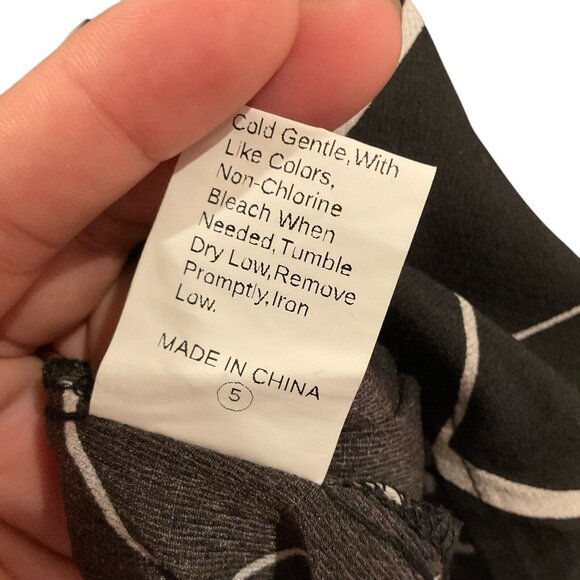 Cold Gentle,With
Like Colors,
Non-Chlorine
Bleach When
Needed,Tumble
Dry Low,Remove
Promptly,Iron
Low.
MADE IN CHINA
5